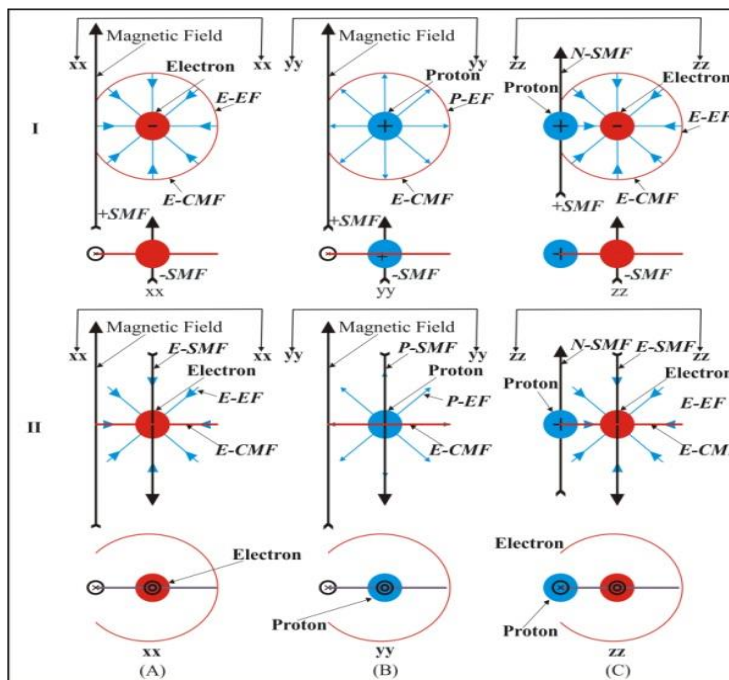 Magnetic Field
Magnetic Field
N-SMF
xx
xx
yy
yy
zz
zz
Electron
Proton
Proton
Electron
E-EF
P-EF
E-EF
I
-
+
+
-
E-CMF
E-CMF
E-CMF
+SMF
+SMF
+SMF
-SMF
+
-SMF
+
-SMF
xx
yy
zz
Magnetic Field
Magnetic Field
xx
E-SMF
xx
yy
P-SMF
yy
zz
N-SMF
E-SMF
zz
Electron
Proton
Proton
Electron
E-EF
P-EF
E-EF
II
E-CMF
E-CMF
+
E-CMF
Electron
Electron
Proton
Proton
xx
yy
zz
(A)
(B)
(C)